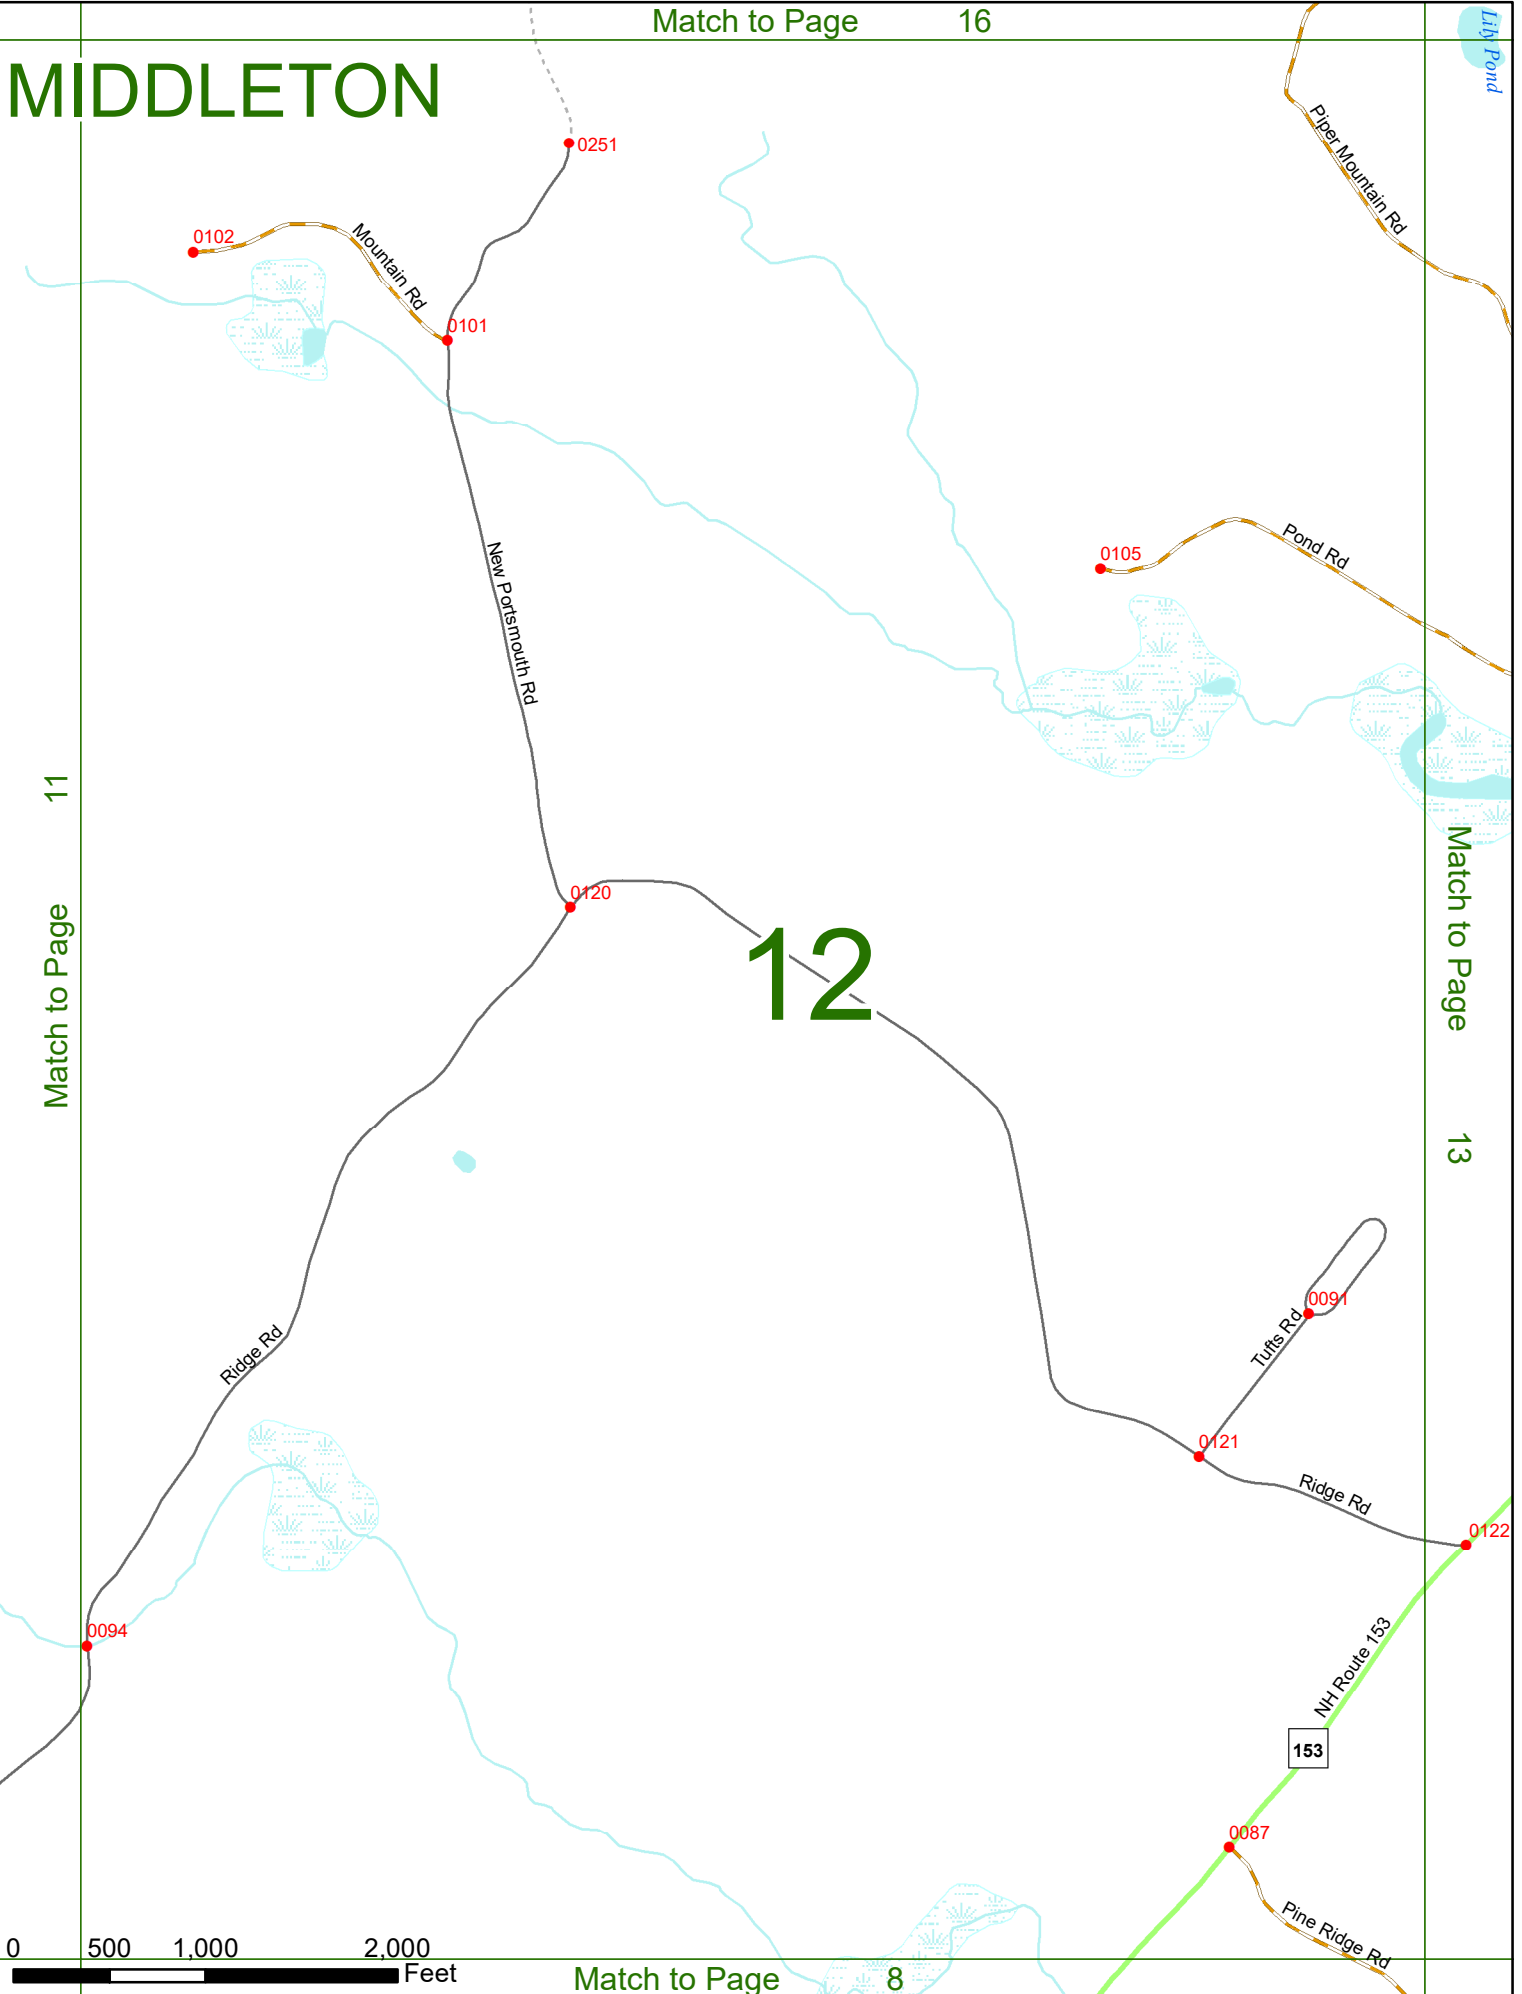 Match to Page 16
Lily Pond
MIDDLETON
Piper Mountain Rd
0251
0102
Mountain Rd
0101
New Portsmouth Rd
0105
Pond Rd
Match to Page 11
0120
12
Match to Page 13
0091
Tufts Rd
Ridge Rd
0121
Ridge Rd
0122
0094
NH Route 153
153
0087
Pine Ridge Rd
0 500 1,000 2,000
Feet
Match to Page 8